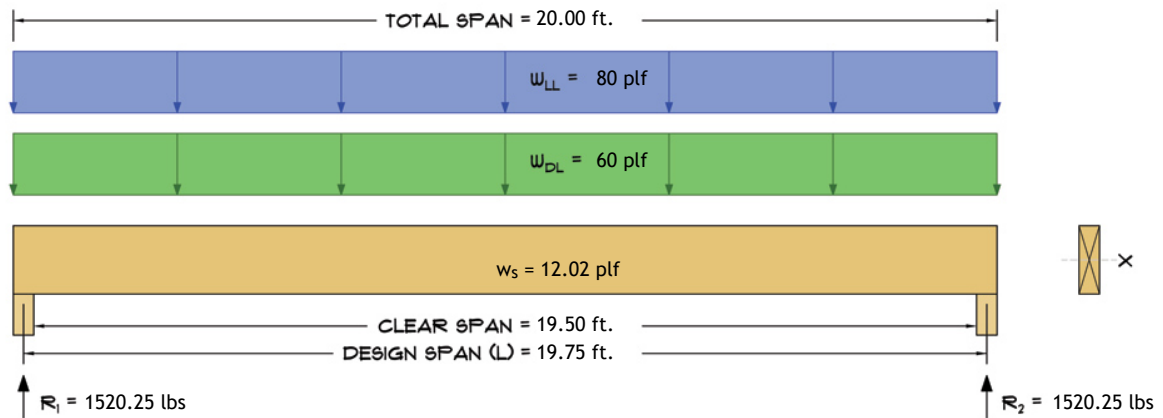 TOTAL SPAN = 20.00 ft.
WLL = 80 plf
WDL = 60 plf
ws = 12.02 plf
X
CLEAR SPAN = 19.50 ft.
DESIGN SPAN (L) = 19.75 ft.
R1 = 1520.25 lbs
R2 = 1520.25 lbs